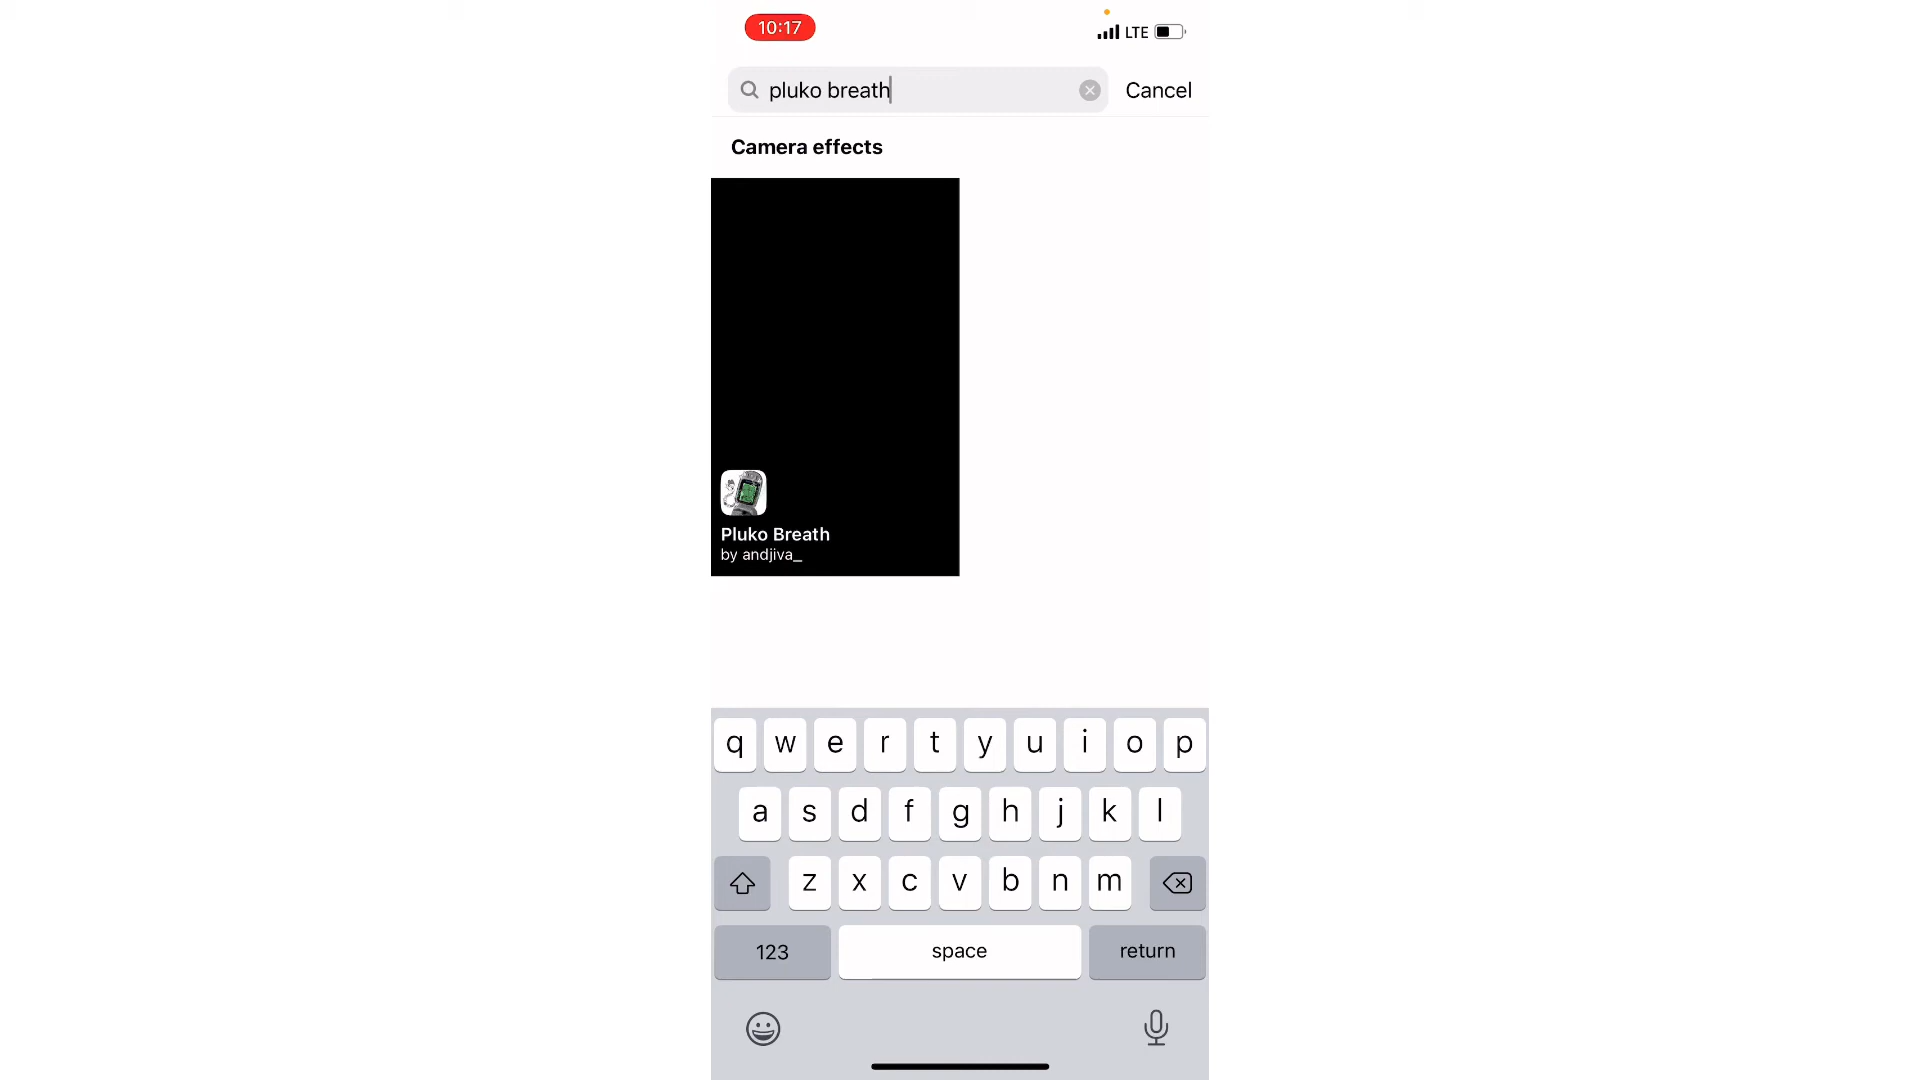 10:17
LTE
pluko breath
Cancel
Camera effects
Pluko Breath
by andjiva_
q w e r t y u i o p
a s d f g h j k l
z x c v b n m
123 space return